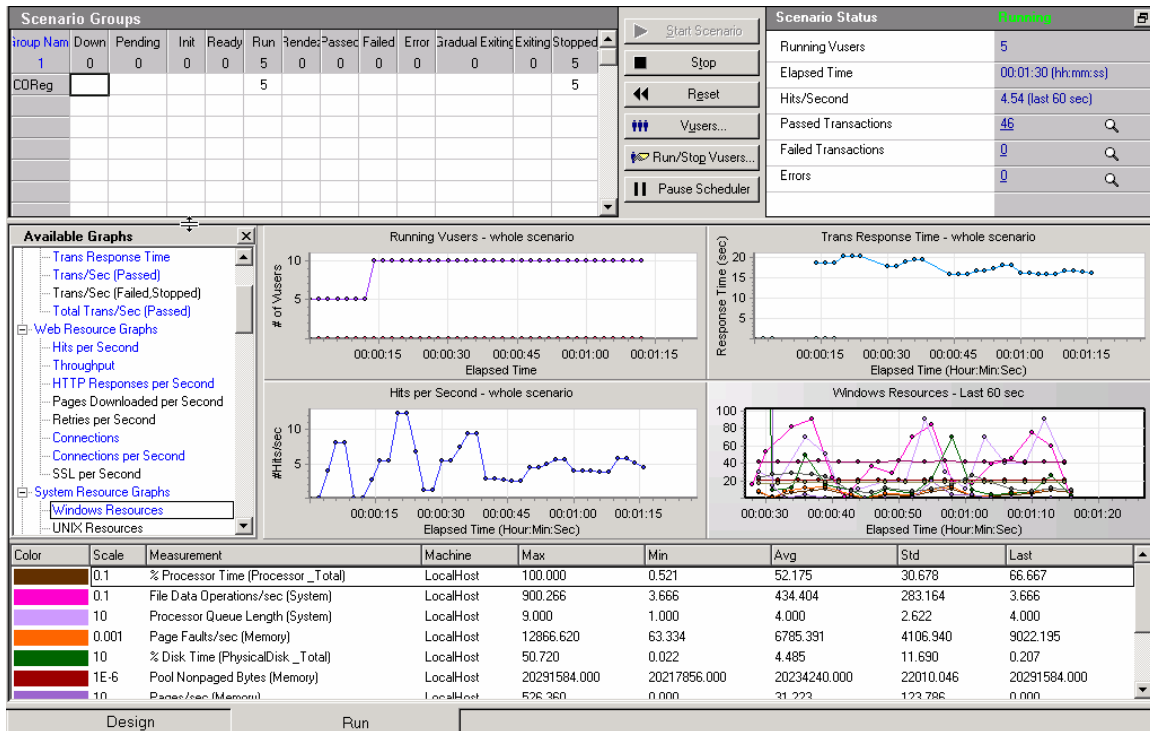 Scenario Groups
Group Nam Down Pending Init Ready Run Rendez Passec Failed Error Gradual Exiting Exiting Stopped
1 0 0 0 0 5 0 0 0 0 0 0 5
COReg 5 5
Start Scenario
Stop
Reset
Vusers...
Run/Stop Vusers...
Pause Scheduler
Scenario Status Running
Running Vusers 5
Elapsed Time 00:01:30 (hh:mm:ss)
Hits/Second 4.54 (last 60 sec)
Passed Transactions 46
Failed Transactions 0
Errors 0
Available Graphs
Trans Response Time
Trans/Sec (Passed)
Trans/Sec (Failed,Stopped)
Total Trans/Sec (Passed)
Web Resource Graphs
Hits per Second
Throughput
HTTP Responses per Second
Pages Downloaded per Second
Retries per Second
Connections
Connections per Second
SSL per Second
System Resource Graphs
Windows Resources
UNIX Resources
Running Vusers - whole scenario
# of Vusers
10
5
00:00:15 00:00:30 00:00:45 00:01:00 00:01:15
Elapsed Time
Trans Response Time - whole scenario
Response Time (sec)
20
15
10
5
00:00:15 00:00:30 00:00:45 00:01:00 00:01:15
Elapsed Time (Hour:Min:Sec)
Hits per Second - whole scenario
#Hits/sec
10
5
00:00:15 00:00:30 00:00:45 00:01:00 00:01:15
Elapsed Time (Hour:Min:Sec)
Windows Resources - Last 60 sec
100
80
60
40
20
00:00:30 00:00:40 00:00:50 00:01:00 00:01:10 00:01:20
Elapsed Time (Hour:Min:Sec)
Color Scale Measurement Machine Max Min Avg Std Last
0.1 % Processor Time (Processor _Total) LocalHost 100.000 0.521 52.175 30.678 66.667
0.1 File Data Operations/sec (System) LocalHost 900.266 3.666 434.404 283.164 3.666
10 Processor Queue Length (System) LocalHost 9.000 1.000 4.000 2.622 4.000
0.001 Page Faults/sec (Memory) LocalHost 12866.620 63.334 6785.391 4106.940 9022.195
10 % Disk Time (PhysicalDisk _Total) LocalHost 50.720 0.022 4.485 11.690 0.207
1E-6 Pool Nonpaged Bytes (Memory) LocalHost 20291584.000 20217856.000 20234240.000 22010.046 20291584.000
10 Pages/sec (Memory) LocalHost 526.360 0.000 31.223 123.786 0.000
Design Run